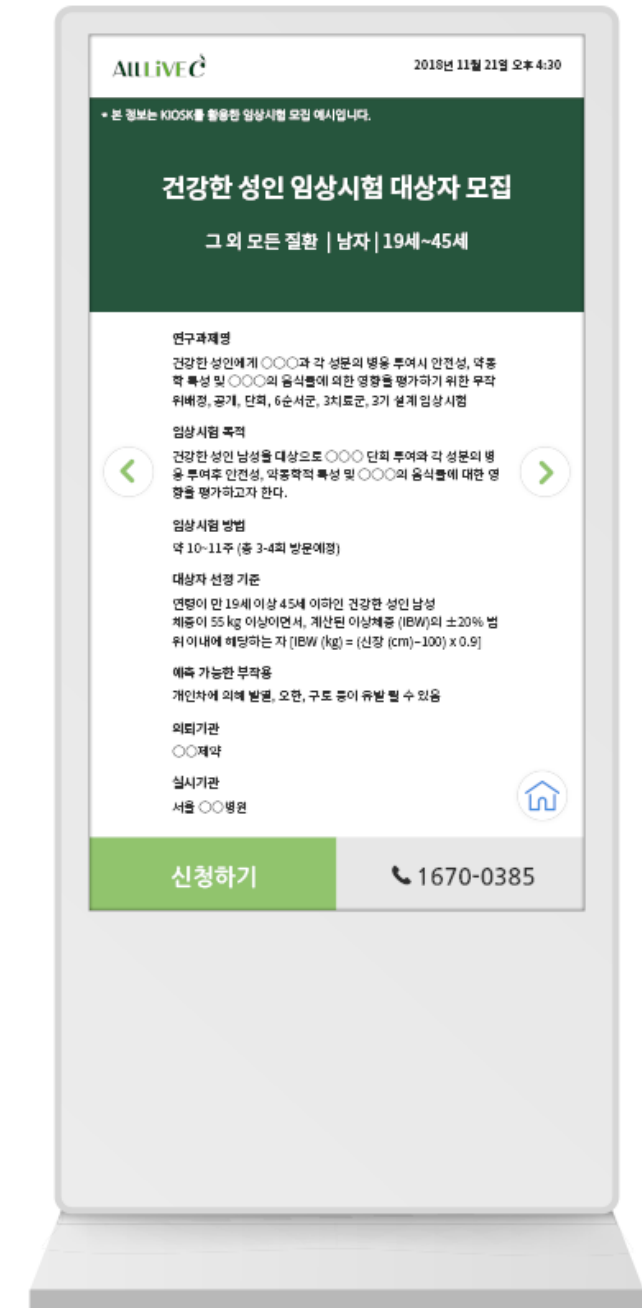 AllLiVE C
2018년 11월 21일 오후 4:30
* 본 정보는 KIOSK를 활용한 임상시험 모집 예시입니다.
건강한 성인 임상시험 대상자 모집
그 외 모든 질환 | 남자 | 19세~45세
연구과제명
건강한 성인에게 ○○○과 각 성분의 병용 투여시 안전성, 약동
학 특성 및 ○○○의 음식물에 의한 영향을 평가하기 위한 무작
위배정, 공개, 단회, 6순서군, 3치료군, 3기 설계 임상시험
임상시험 목적
건강한 성인 남성을 대상으로 ○○○ 단회 투여와 각 성분의 병
용 투여후 안전성, 약동학적 특성 및 ○○○의 음식물에 대한 영
향을 평가하고자 한다.
임상시험 방법
약 10~11주 (총 3-4회 방문예정)
대상자 선정 기준
연령이 만 19세 이상 45세 이하인 건강한 성인 남성
체중이 55 kg 이상이면서, 계산된 이상체중 (IBW)의 ±20% 범
위 이내에 해당하는 자 [IBW (kg) = (신장 (cm)–100) x 0.9]
예측 가능한 부작용
개인차에 의해 발열, 오한, 구토 등이 유발 될 수 있음
의뢰기관
○○제약
실시기관
서울 ○○병원
신청하기
1670-0385